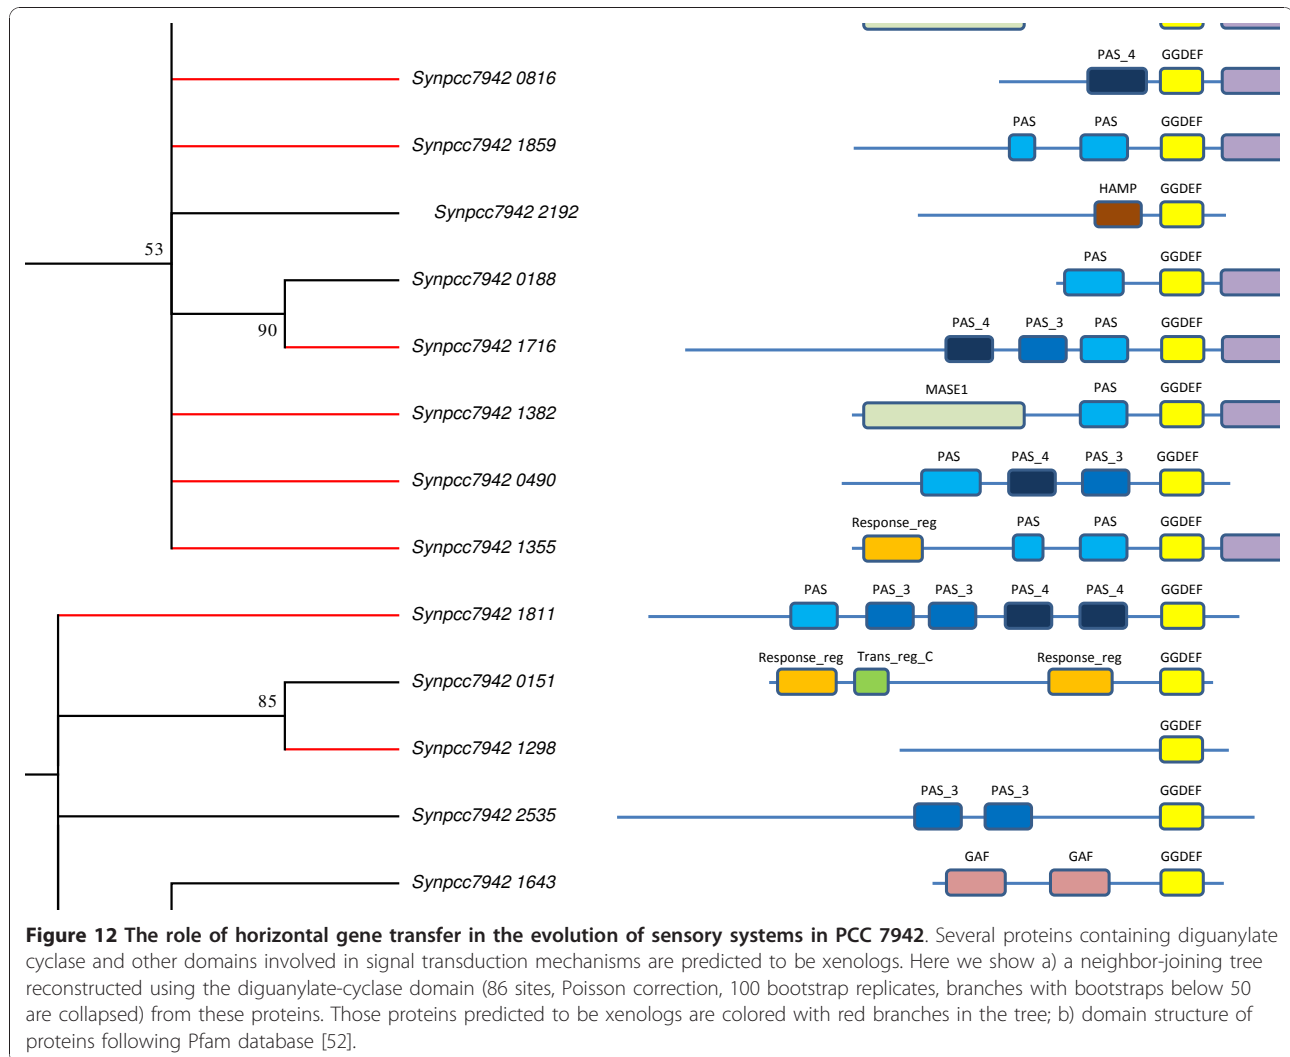 PAS_4 GGDEF
Synpcc7942 0816
PAS PAS GGDEF
Synpcc7942 1859
HAMP GGDEF
Synpcc7942 2192
53
PAS GGDEF
Synpcc7942 0188
90
PAS_4 PAS_3 PAS GGDEF
Synpcc7942 1716
MASE1 PAS GGDEF
Synpcc7942 1382
PAS PAS_4 PAS_3 GGDEF
Synpcc7942 0490
Response_reg PAS PAS GGDEF
Synpcc7942 1355
PAS PAS_3 PAS_3 PAS_4 PAS_4 GGDEF
Synpcc7942 1811
Response_reg Trans_reg_C Response_reg GGDEF
Synpcc7942 0151
85
GGDEF
Synpcc7942 1298
PAS_3 PAS_3 GGDEF
Synpcc7942 2535
GAF GAF GGDEF
Synpcc7942 1643
Figure 12 The role of horizontal gene transfer in the evolution of sensory systems in PCC 7942. Several proteins containing diguanylate
cyclase and other domains involved in signal transduction mechanisms are predicted to be xenologs. Here we show a) a neighbor-joining tree
reconstructed using the diguanylate-cyclase domain (86 sites, Poisson correction, 100 bootstrap replicates, branches with bootstraps below 50
are collapsed) from these proteins. Those proteins predicted to be xenologs are colored with red branches in the tree; b) domain structure of
proteins following Pfam database [52].